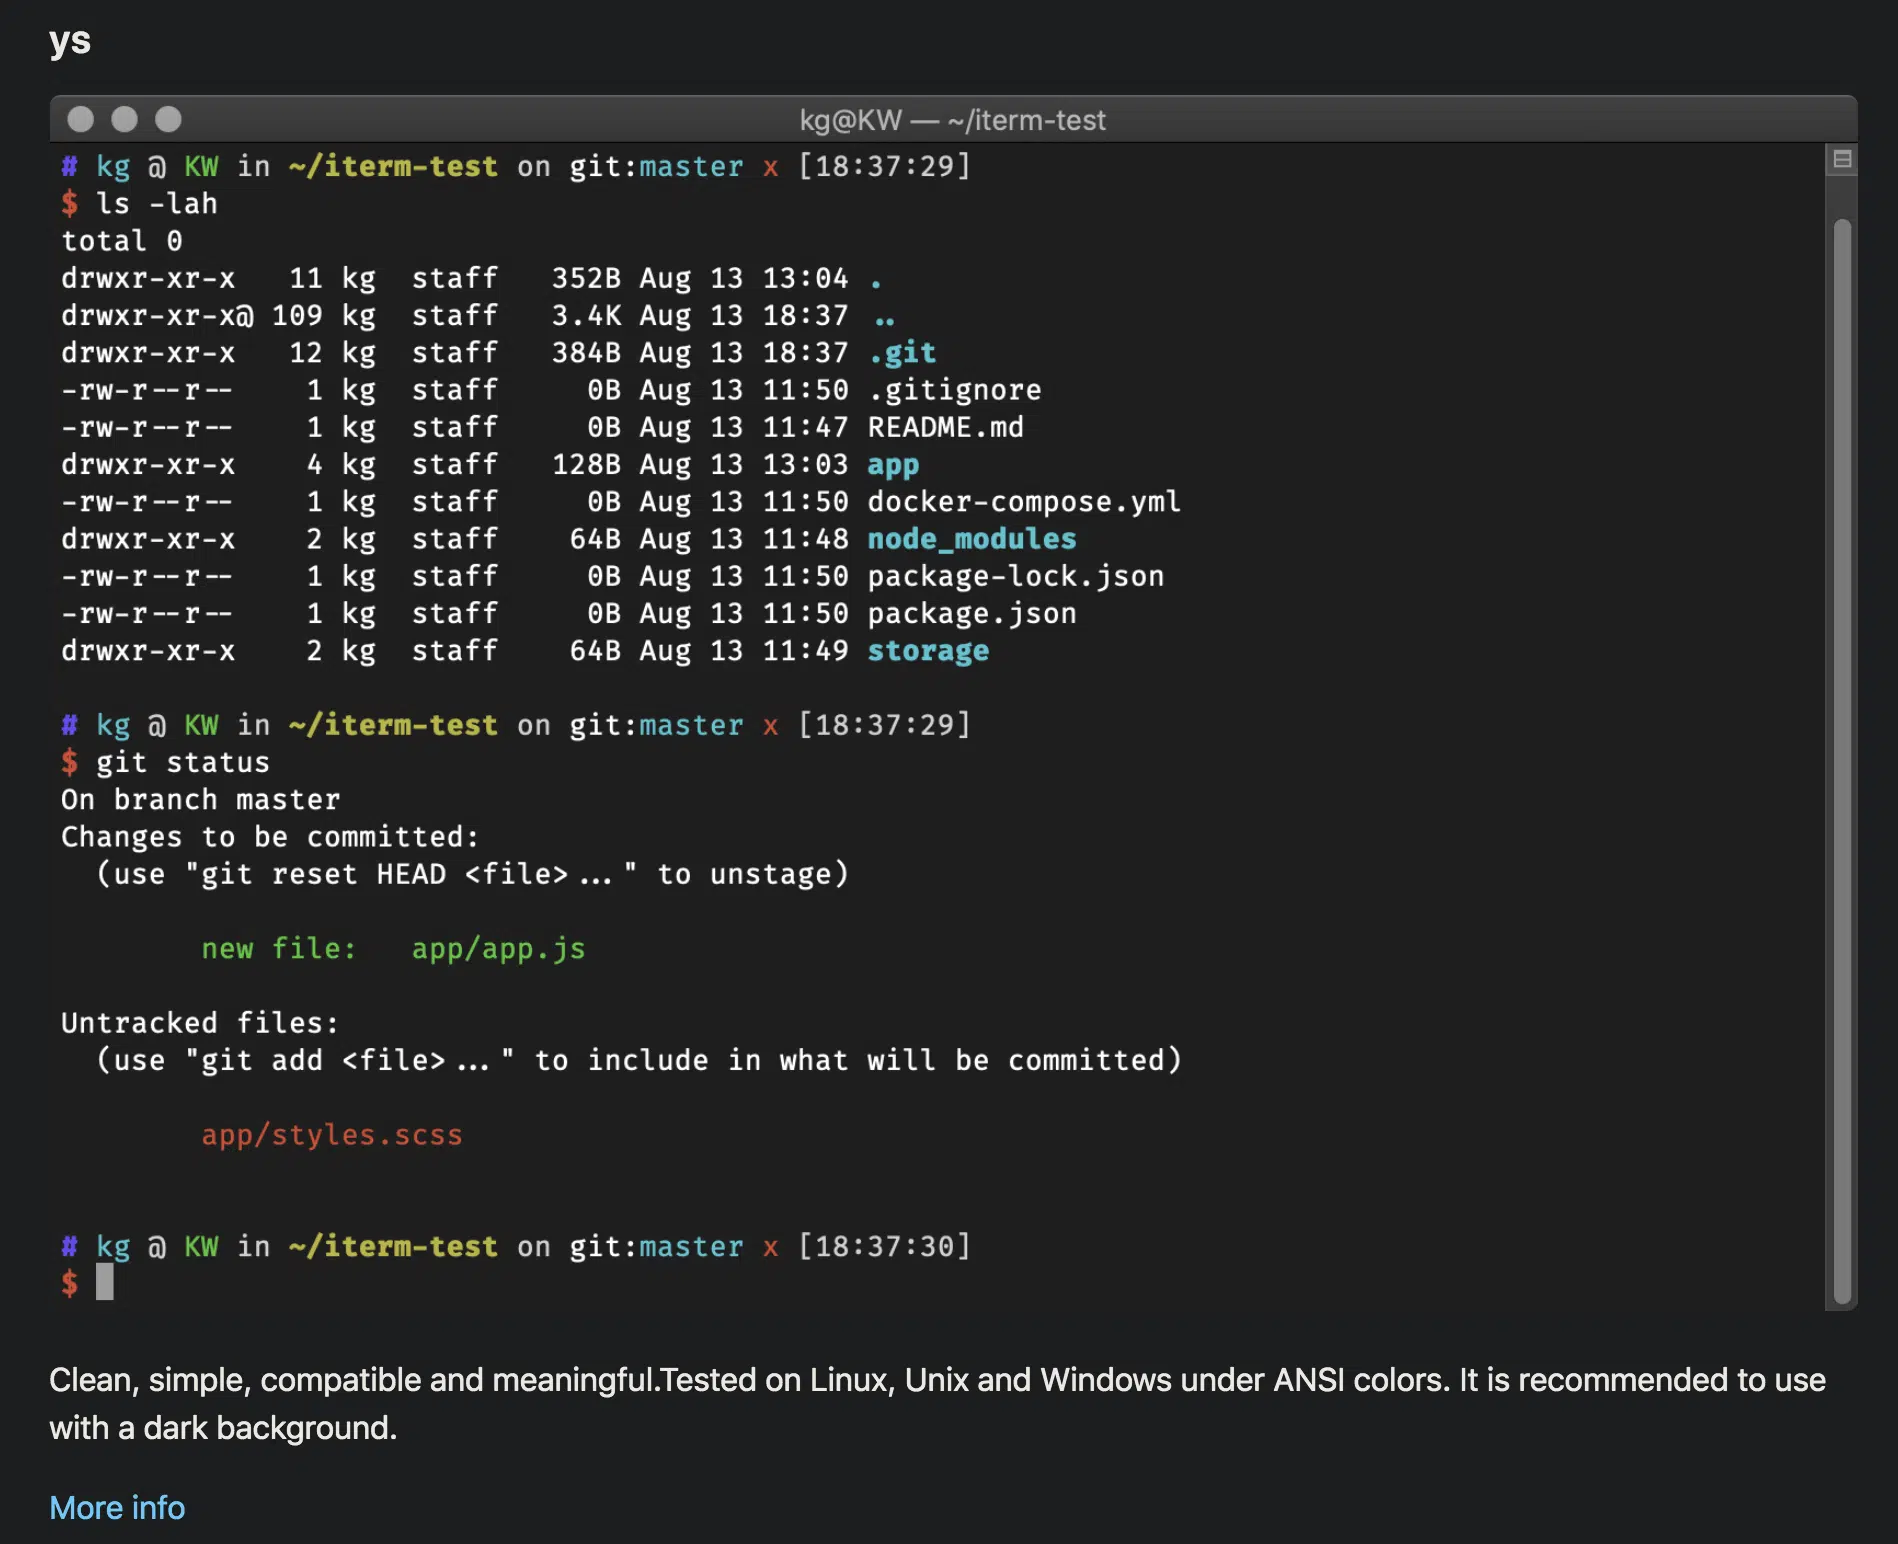 ys
kg@KW — ~/iterm-test
# kg @ KW in ~/iterm-test on git:master x [18:37:29]
$ ls -lah
total 0
drwxr-xr-x   11 kg  staff   352B Aug 13 13:04 .
drwxr-xr-x@ 109 kg  staff   3.4K Aug 13 18:37 ..
drwxr-xr-x   12 kg  staff   384B Aug 13 18:37 .git
-rw-r--r--    1 kg  staff     0B Aug 13 11:50 .gitignore
-rw-r--r--    1 kg  staff     0B Aug 13 11:47 README.md
drwxr-xr-x    4 kg  staff   128B Aug 13 13:03 app
-rw-r--r--    1 kg  staff     0B Aug 13 11:50 docker-compose.yml
drwxr-xr-x    2 kg  staff    64B Aug 13 11:48 node_modules
-rw-r--r--    1 kg  staff     0B Aug 13 11:50 package-lock.json
-rw-r--r--    1 kg  staff     0B Aug 13 11:50 package.json
drwxr-xr-x    2 kg  staff    64B Aug 13 11:49 storage
# kg @ KW in ~/iterm-test on git:master x [18:37:29]
$ git status
On branch master
Changes to be committed:
  (use "git reset HEAD <file>..." to unstage)
        new file:   app/app.js
Untracked files:
  (use "git add <file>..." to include in what will be committed)
        app/styles.scss
# kg @ KW in ~/iterm-test on git:master x [18:37:30]
$
Clean, simple, compatible and meaningful.Tested on Linux, Unix and Windows under ANSI colors. It is recommended to use
with a dark background.
More info